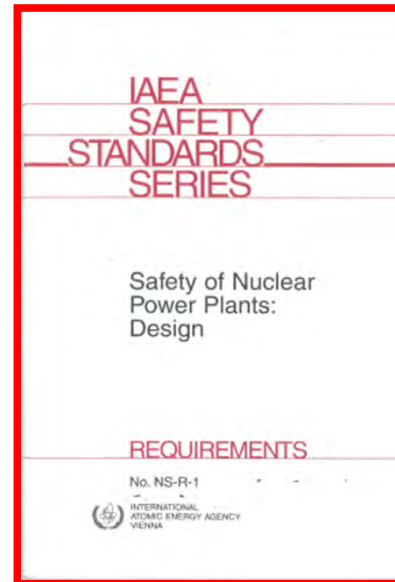 IAEA
SAFETY
STANDARDS
SERIES
Safety of Nuclear
Power Plants:
Design
REQUIREMENTS
No. NS-R-1
INTERNATIONAL
ATOMIC ENERGY AGENCY
VIENNA